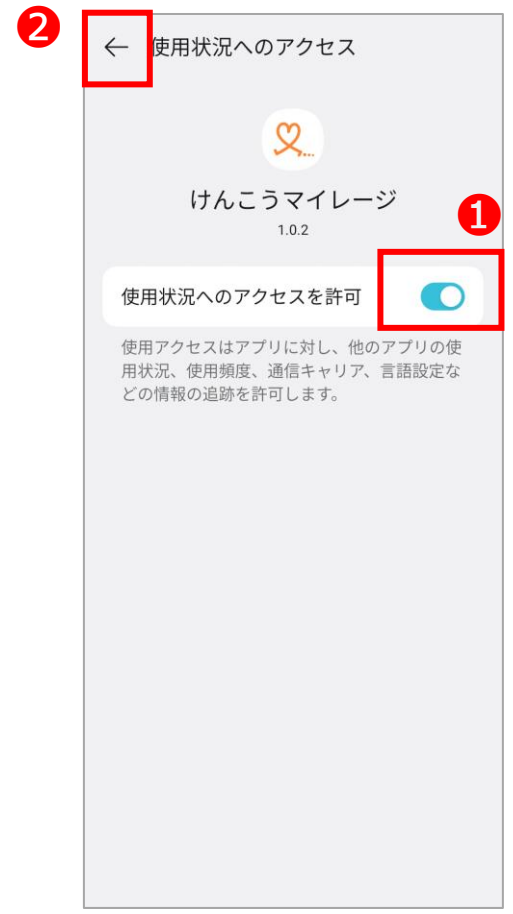 ❷
← 使用状況へのアクセス
けんこうマイレージ
1.0.2
❶
使用状況へのアクセスを許可
使用アクセスはアプリに対し、他のアプリの使
用状況、使用頻度、通信キャリア、言語設定な
どの情報の追跡を許可します。